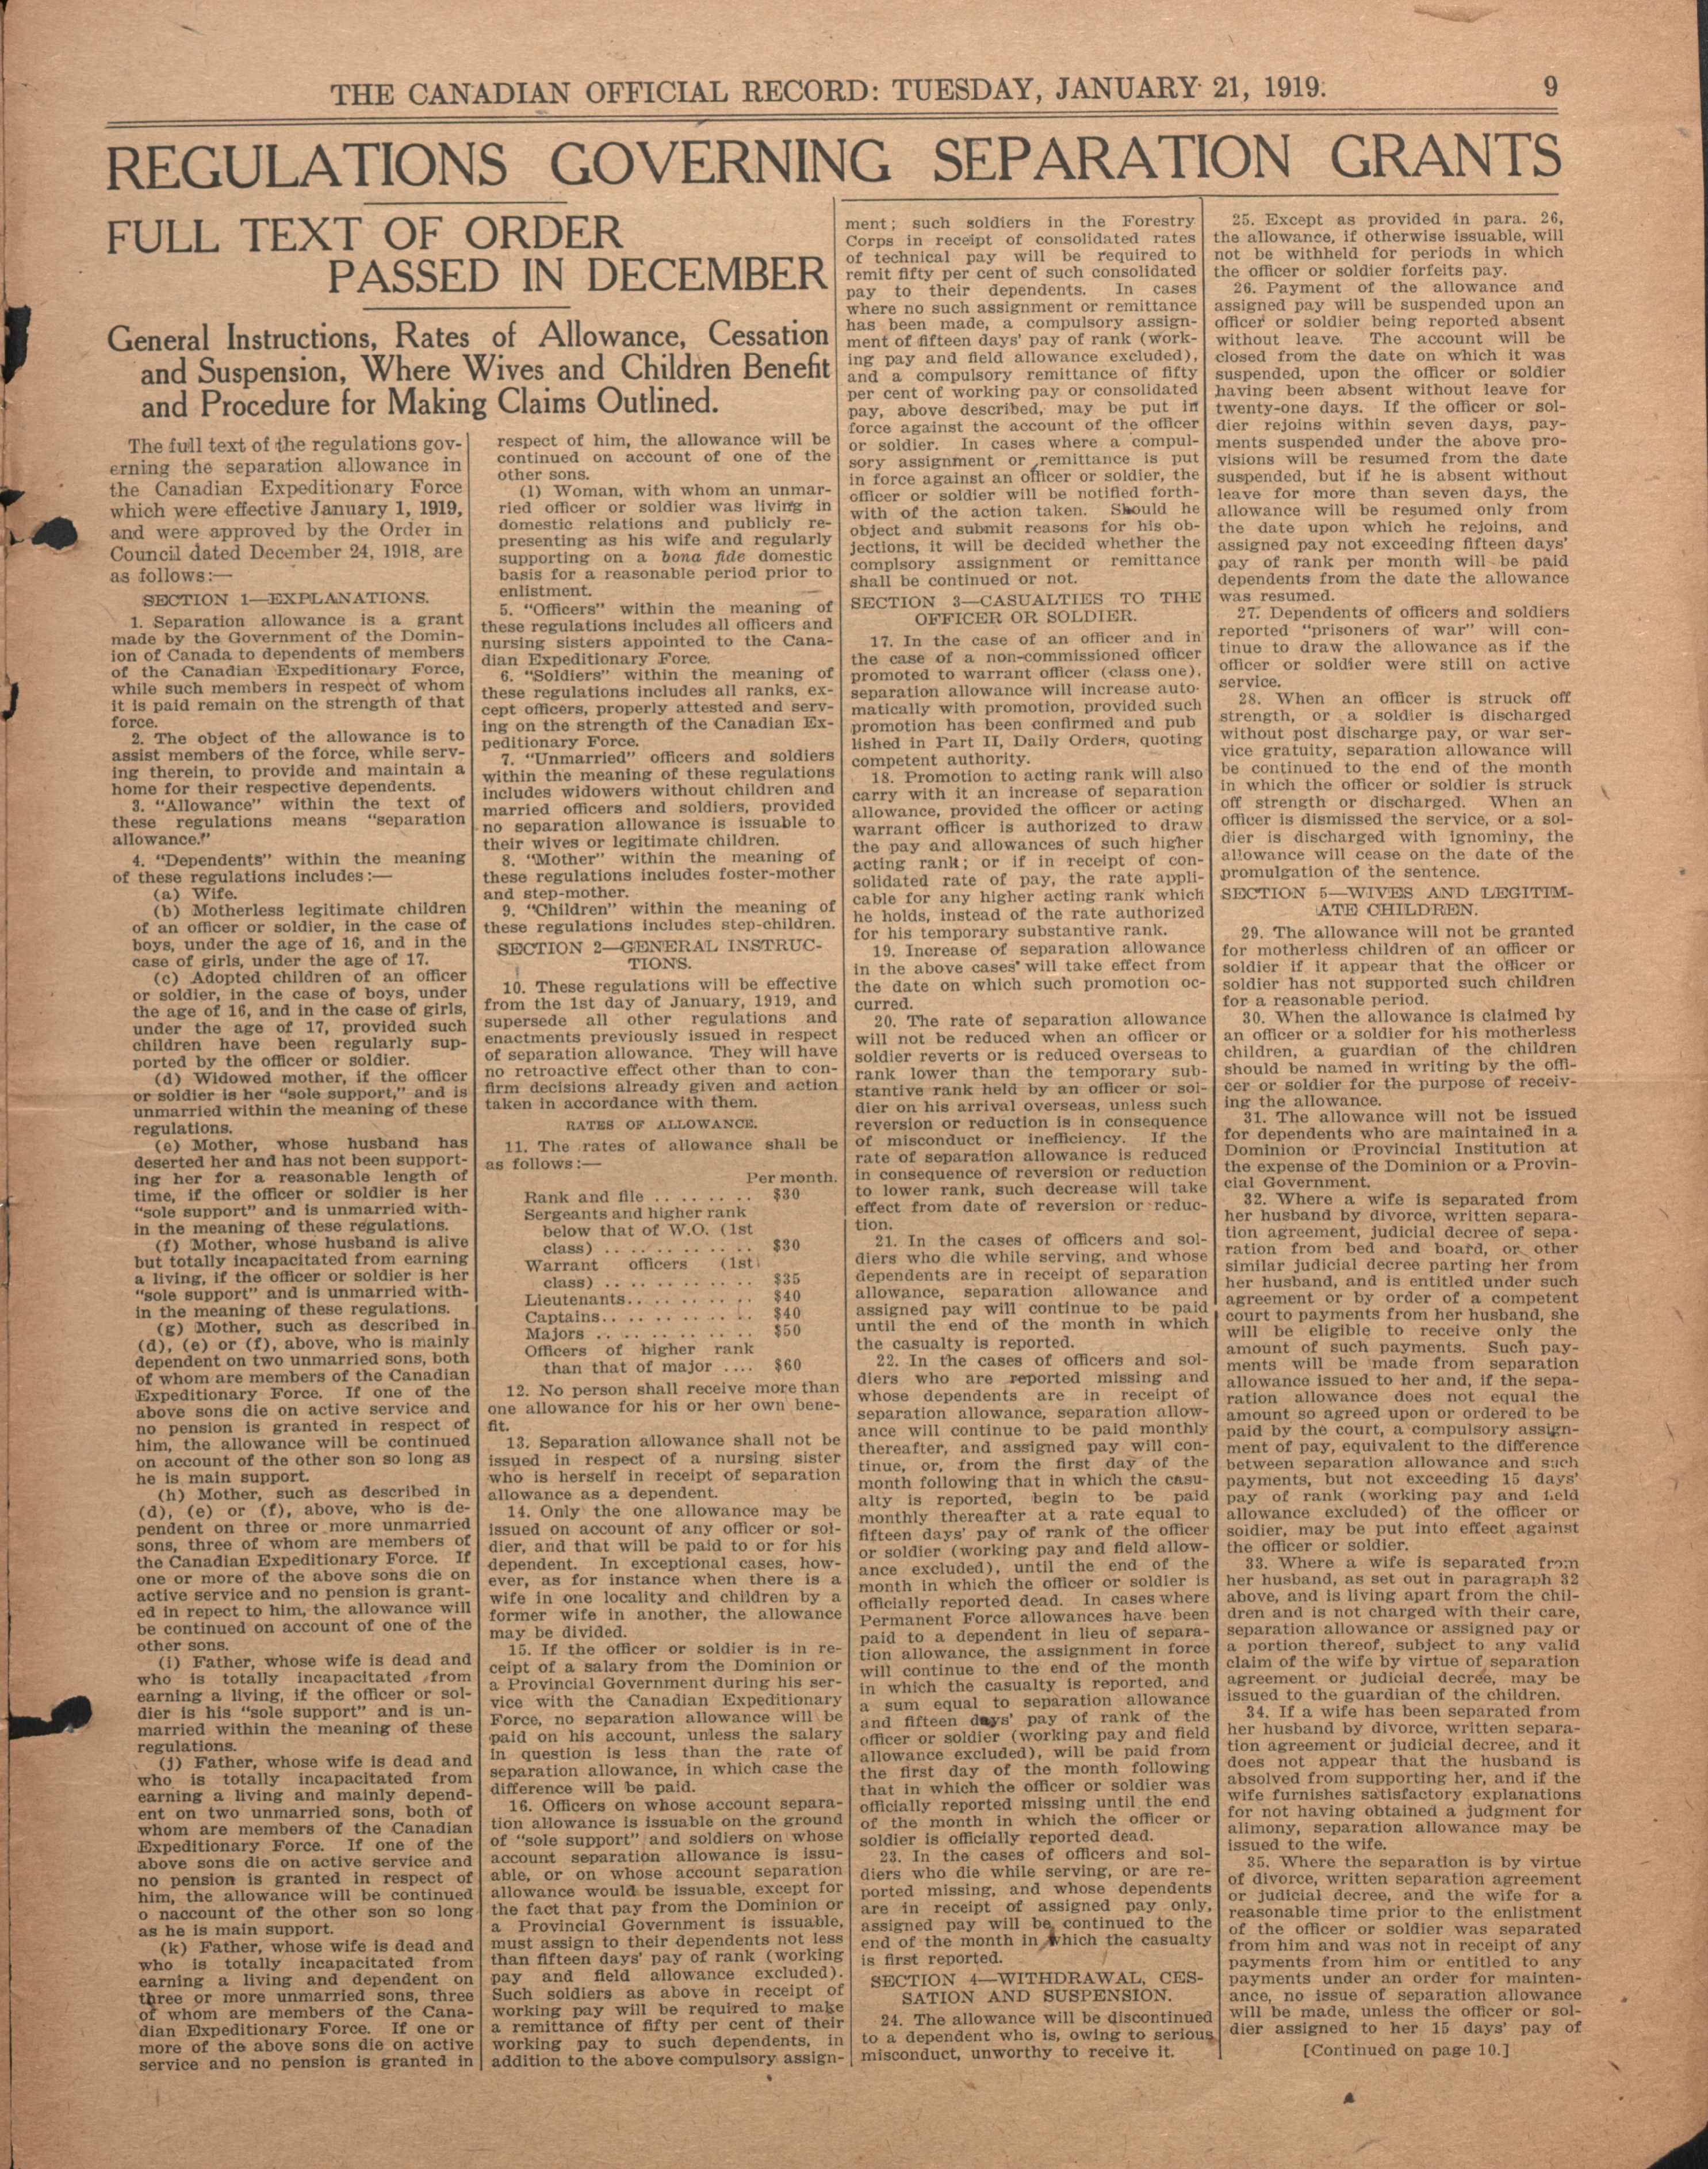 THE CANADIAN OFFICIAL RECORD: TUESDAY, JANUARY 21, 1919.
9
REGULATIONS GOVERNING SEPARATION GRANTS
FULL TEXT OF ORDER
PASSED IN DECEMBER
General Instructions, Rates of Allowance, Cessation
and Suspension, Where Wives and Children Benefit
and Procedure for Making Claims Outlined.
The full text of the regulations gov-
erning the separation allowance in
the Canadian Expeditionary Force
which were effective January 1, 1919,
and were approved by the Order in
Council dated December 24, 1918, are
as follows:—
SECTION 1—EXPLANATIONS.
1. Separation allowance is a grant
made by the Government of the Domin-
ion of Canada to dependents of members
of the Canadian Expeditionary Force,
while such members in respect of whom
it is paid remain on the strength of that
force.
2. The object of the allowance is to
assist members of the force, while serv-
ing therein, to provide and maintain a
home for their respective dependents.
3. "Allowance" within the text of
these regulations means "separation
allowance."
4. "Dependents" within the meaning
of these regulations includes:—
(a) Wife.
(b) Motherless legitimate children
of an officer or soldier, in the case of
boys, under the age of 16, and in the
case of girls, under the age of 17.
(c) Adopted children of an officer
or soldier, in the case of boys, under
the age of 16, and in the case of girls,
under the age of 17, provided such
children have been regularly sup-
ported by the officer or soldier.
(d) Widowed mother, if the officer
or soldier is her "sole support," and is
unmarried within the meaning of these
regulations.
(e) Mother, whose husband has
deserted her and has not been support-
ing her for a reasonable length of
time, if the officer or soldier is her
"sole support" and is unmarried with-
in the meaning of these regulations.
(f) Mother, whose husband is alive
but totally incapacitated from earning
a living, if the officer or soldier is her
"sole support" and is unmarried with-
in the meaning of these regulations.
(g) Mother, such as described in
(d), (e) or (f), above, who is mainly
dependent on two unmarried sons, both
of whom are members of the Canadian
Expeditionary Force. If one of the
above sons die on active service and
no pension is granted in respect of
him, the allowance will be continued
on account of the other son so long as
he is main support.
(h) Mother, such as described in
(d), (e) or (f), above, who is de-
pendent on three or more unmarried
sons, three of whom are members of
the Canadian Expeditionary Force. If
one or more of the above sons die on
active service and no pension is grant-
ed in repect to him, the allowance will
be continued on account of one of the
other sons.
(i) Father, whose wife is dead and
who is totally incapacitated from
earning a living, if the officer or sol-
dier is his "sole support" and is un-
married within the meaning of these
regulations.
(j) Father, whose wife is dead and
who is totally incapacitated from
earning a living and mainly depend-
ent on two unmarried sons, both of
whom are members of the Canadian
Expeditionary Force. If one of the
above sons die on active service and
no pension is granted in respect of
him, the allowance will be continued
o naccount of the other son so long
as he is main support.
(k) Father, whose wife is dead and
who is totally incapacitated from
earning a living and dependent on
three or more unmarried sons, three
of whom are members of the Cana-
dian Expeditionary Force. If one or
more of the above sons die on active
service and no pension is granted in
respect of him, the allowance will be
continued on account of one of the
other sons.
(l) Woman, with whom an unmar-
ried officer or soldier was living in
domestic relations and publicly re-
presenting as his wife and regularly
supporting on a bona fide domestic
basis for a reasonable period prior to
enlistment.
5. "Officers" within the meaning of
these regulations includes all officers and
nursing sisters appointed to the Cana-
dian Expeditionary Force.
6. "Soldiers" within the meaning of
these regulations includes all ranks, ex-
cept officers, properly attested and serv-
ing on the strength of the Canadian Ex-
peditionary Force.
7. "Unmarried" officers and soldiers
within the meaning of these regulations
includes widowers without children and
married officers and soldiers, provided
no separation allowance is issuable to
their wives or legitimate children.
8. "Mother" within the meaning of
these regulations includes foster-mother
and step-mother.
9. "Children" within the meaning of
these regulations includes step-children.
SECTION 2—GENERAL INSTRUC-
TIONS.
10. These regulations will be effective
from the 1st day of January, 1919, and
supersede all other regulations and
enactments previously issued in respect
of separation allowance. They will have
no retroactive effect other than to con-
firm decisions already given and action
taken in accordance with them.
RATES OF ALLOWANCE.
11. The rates of allowance shall be
as follows:—
Per month.
Rank and file ........ $30
Sergeants and higher rank
below that of W.O. (1st
class) ............ $30
Warrant officers (1st
class) ............ $35
Lieutenants............ $40
Captains.............. $40
Majors .............. $50
Officers of higher rank
than that of major .... $60
12. No person shall receive more than
one allowance for his or her own bene-
fit.
13. Separation allowance shall not be
issued in respect of a nursing sister
who is herself in receipt of separation
allowance as a dependent.
14. Only the one allowance may be
issued on account of any officer or sol-
dier, and that will be paid to or for his
dependent. In exceptional cases, how-
ever, as for instance when there is a
wife in one locality and children by a
former wife in another, the allowance
may be divided.
15. If the officer or soldier is in re-
ceipt of a salary from the Dominion or
a Provincial Government during his ser-
vice with the Canadian Expeditionary
Force, no separation allowance will be
paid on his account, unless the salary
in question is less than the rate of
separation allowance, in which case the
difference will be paid.
16. Officers on whose account separa-
tion allowance is issuable on the ground
of "sole support" and soldiers on whose
account separation allowance is issu-
able, or on whose account separation
allowance would be issuable, except for
the fact that pay from the Dominion or
a Provincial Government is issuable,
must assign to their dependents not less
than fifteen days' pay of rank (working
pay and field allowance excluded).
Such soldiers as above in receipt of
working pay will be required to make
a remittance of fifty per cent of their
working pay to such dependents, in
addition to the above compulsory assign-
ment; such soldiers in the Forestry
Corps in receipt of consolidated rates
of technical pay will be required to
remit fifty per cent of such consolidated
pay to their dependents. In cases
where no such assignment or remittance
has been made, a compulsory assign-
ment of fifteen days' pay of rank (work-
ing pay and field allowance excluded),
and a compulsory remittance of fifty
per cent of working pay or consolidated
pay, above described, may be put in
force against the account of the officer
or soldier. In cases where a compul-
sory assignment or remittance is put
in force against an officer or soldier, the
officer or soldier will be notified forth-
with of the action taken. Should he
object and submit reasons for his ob-
jections, it will be decided whether the
complsory assignment or remittance
shall be continued or not.
SECTION 3—CASUALTIES TO THE
OFFICER OR SOLDIER.
17. In the case of an officer and in
the case of a non-commissioned officer
promoted to warrant officer (class one),
separation allowance will increase auto-
matically with promotion, provided such
promotion has been confirmed and pub
lished in Part II, Daily Orders, quoting
competent authority.
18. Promotion to acting rank will also
carry with it an increase of separation
allowance, provided the officer or acting
warrant officer is authorized to draw
the pay and allowances of such higher
acting rank; or if in receipt of con-
solidated rate of pay, the rate appli-
cable for any higher acting rank which
he holds, instead of the rate authorized
for his temporary substantive rank.
19. Increase of separation allowance
in the above cases will take effect from
the date on which such promotion oc-
curred.
20. The rate of separation allowance
will not be reduced when an officer or
soldier reverts or is reduced overseas to
rank lower than the temporary sub-
stantive rank held by an officer or sol-
dier on his arrival overseas, unless such
reversion or reduction is in consequence
of misconduct or inefficiency. If the
rate of separation allowance is reduced
in consequence of reversion or reduction
to lower rank, such decrease will take
effect from date of reversion or reduc-
tion.
21. In the cases of officers and sol-
diers who die while serving, and whose
dependents are in receipt of separation
allowance, separation allowance and
assigned pay will continue to be paid
until the end of the month in which
the casualty is reported.
22. In the cases of officers and sol-
diers who are reported missing and
whose dependents are in receipt of
separation allowance, separation allow-
ance will continue to be paid monthly
thereafter, and assigned pay will con-
tinue, or, from the first day of the
month following that in which the casu-
alty is reported, begin to be paid
monthly thereafter at a rate equal to
fifteen days' pay of rank of the officer
or soldier (working pay and field allow-
ance excluded), until the end of the
month in which the officer or soldier is
officially reported dead. In cases where
Permanent Force allowances have been
paid to a dependent in lieu of separa-
tion allowance, the assignment in force
will continue to the end of the month
in which the casualty is reported, and
a sum equal to separation allowance
and fifteen days' pay of rank of the
officer or soldier (working pay and field
allowance excluded), will be paid from
the first day of the month following
that in which the officer or soldier was
officially reported missing until the end
of the month in which the officer or
soldier is officially reported dead.
23. In the cases of officers and sol-
diers who die while serving, or are re-
ported missing, and whose dependents
are in receipt of assigned pay only,
assigned pay will be continued to the
end of the month in which the casualty
is first reported.
SECTION 4—WITHDRAWAL, CES-
SATION AND SUSPENSION.
24. The allowance will be discontinued
to a dependent who is, owing to serious
misconduct, unworthy to receive it.
25. Except as provided in para. 26,
the allowance, if otherwise issuable, will
not be withheld for periods in which
the officer or soldier forfeits pay.
26. Payment of the allowance and
assigned pay will be suspended upon an
officer or soldier being reported absent
without leave. The account will be
closed from the date on which it was
suspended, upon the officer or soldier
having been absent without leave for
twenty-one days. If the officer or sol-
dier rejoins within seven days, pay-
ments suspended under the above pro-
visions will be resumed from the date
suspended, but if he is absent without
leave for more than seven days, the
allowance will be resumed only from
the date upon which he rejoins, and
assigned pay not exceeding fifteen days'
pay of rank per month will be paid
dependents from the date the allowance
was resumed.
27. Dependents of officers and soldiers
reported "prisoners of war" will con-
tinue to draw the allowance as if the
officer or soldier were still on active
service.
28. When an officer is struck off
strength, or a soldier is discharged
without post discharge pay, or war ser-
vice gratuity, separation allowance will
be continued to the end of the month
in which the officer or soldier is struck
off strength or discharged. When an
officer is dismissed the service, or a sol-
dier is discharged with ignominy, the
allowance will cease on the date of the
promulgation of the sentence.
SECTION 5—WIVES AND LEGITIM-
ATE CHILDREN.
29. The allowance will not be granted
for motherless children of an officer or
soldier if it appear that the officer or
soldier has not supported such children
for a reasonable period.
30. When the allowance is claimed by
an officer or a soldier for his motherless
children, a guardian of the children
should be named in writing by the offi-
cer or soldier for the purpose of receiv-
ing the allowance.
31. The allowance will not be issued
for dependents who are maintained in a
Dominion or Provincial Institution at
the expense of the Dominion or a Provin-
cial Government.
32. Where a wife is separated from
her husband by divorce, written separa-
tion agreement, judicial decree of sepa-
ration from bed and board, or other
similar judicial decree parting her from
her husband, and is entitled under such
agreement or by order of a competent
court to payments from her husband, she
will be eligible to receive only the
amount of such payments. Such pay-
ments will be made from separation
allowance issued to her and, if the sepa-
ration allowance does not equal the
amount so agreed upon or ordered to be
paid by the court, a compulsory assign-
ment of pay, equivalent to the difference
between separation allowance and such
payments, but not exceeding 15 days'
pay of rank (working pay and field
allowance excluded) of the officer or
soldier, may be put into effect against
the officer or soldier.
33. Where a wife is separated from
her husband, as set out in paragraph 32
above, and is living apart from the chil-
dren and is not charged with their care,
separation allowance or assigned pay or
a portion thereof, subject to any valid
claim of the wife by virtue of separation
agreement or judicial decree, may be
issued to the guardian of the children.
34. If a wife has been separated from
her husband by divorce, written separa-
tion agreement or judicial decree, and it
does not appear that the husband is
absolved from supporting her, and if the
wife furnishes satisfactory explanations
for not having obtained a judgment for
alimony, separation allowance may be
issued to the wife.
35. Where the separation is by virtue
of divorce, written separation agreement
or judicial decree, and the wife for a
reasonable time prior to the enlistment
of the officer or soldier was separated
from him and was not in receipt of any
payments from him or entitled to any
payments under an order for mainten-
ance, no issue of separation allowance
will be made, unless the officer or sol-
dier assigned to her 15 days' pay of
[Continued on page 10.]